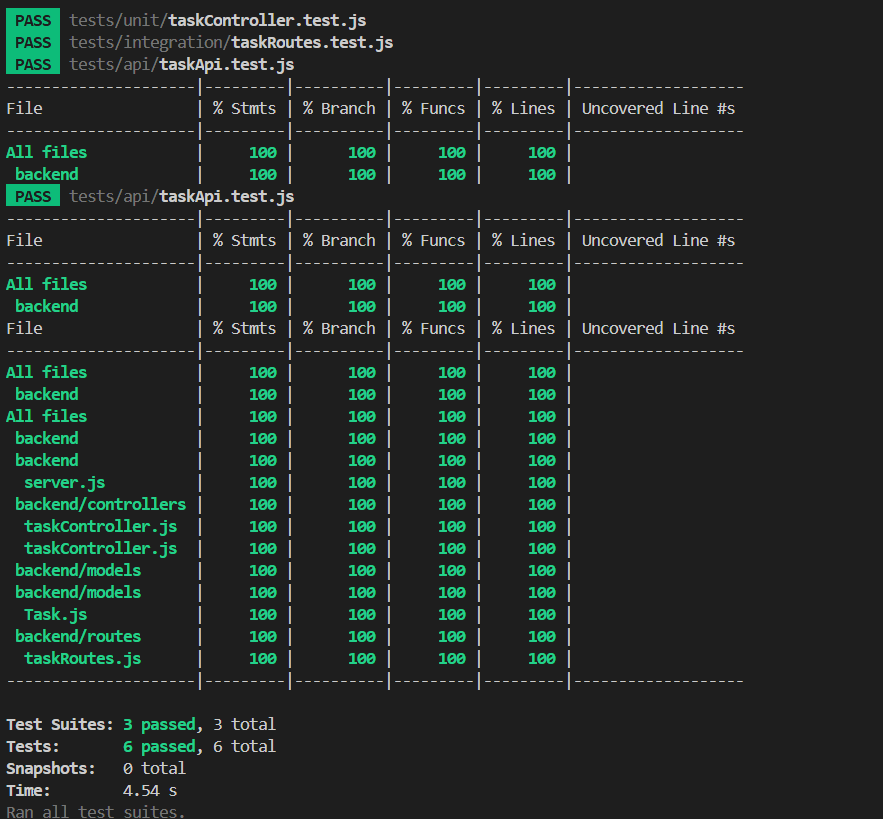 PASS tests/unit/taskController.test.js
PASS tests/integration/taskRoutes.test.js
PASS tests/api/taskApi.test.js
---------------------|---------|----------|---------|---------|-------------------
File                 | % Stmts | % Branch | % Funcs | % Lines | Uncovered Line #s
---------------------|---------|----------|---------|---------|-------------------
All files            |     100 |      100 |     100 |     100 |
 backend             |     100 |      100 |     100 |     100 |
PASS tests/api/taskApi.test.js
---------------------|---------|----------|---------|---------|-------------------
File                 | % Stmts | % Branch | % Funcs | % Lines | Uncovered Line #s
---------------------|---------|----------|---------|---------|-------------------
All files            |     100 |      100 |     100 |     100 |
 backend             |     100 |      100 |     100 |     100 |
File                 | % Stmts | % Branch | % Funcs | % Lines | Uncovered Line #s
---------------------|---------|----------|---------|---------|-------------------
All files            |     100 |      100 |     100 |     100 |
 backend             |     100 |      100 |     100 |     100 |
All files            |     100 |      100 |     100 |     100 |
 backend             |     100 |      100 |     100 |     100 |
 backend             |     100 |      100 |     100 |     100 |
  server.js          |     100 |      100 |     100 |     100 |
 backend/controllers |     100 |      100 |     100 |     100 |
  taskController.js  |     100 |      100 |     100 |     100 |
  taskController.js  |     100 |      100 |     100 |     100 |
 backend/models      |     100 |      100 |     100 |     100 |
 backend/models      |     100 |      100 |     100 |     100 |
  Task.js            |     100 |      100 |     100 |     100 |
 backend/routes      |     100 |      100 |     100 |     100 |
  taskRoutes.js      |     100 |      100 |     100 |     100 |
---------------------|---------|----------|---------|---------|-------------------
Test Suites: 3 passed, 3 total
Tests:       6 passed, 6 total
Snapshots:   0 total
Time:        4.54 s
Ran all test suites.